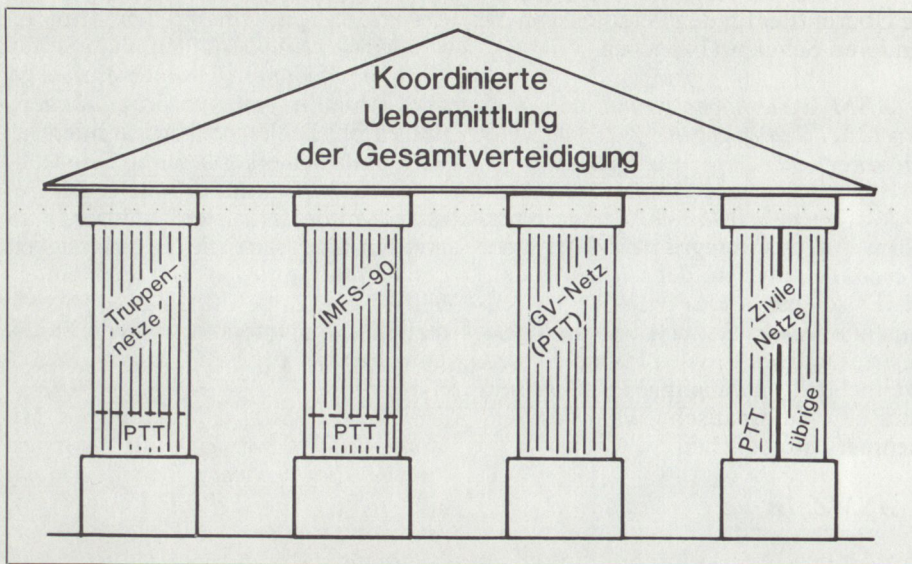 Koordinierte
Uebermittlung
der Gesamtverteidigung
Truppen-
netze
PTT
IMFS-90
PTT
GV-Netz
(PTT)
Zivile
Netze
PTT
übrige